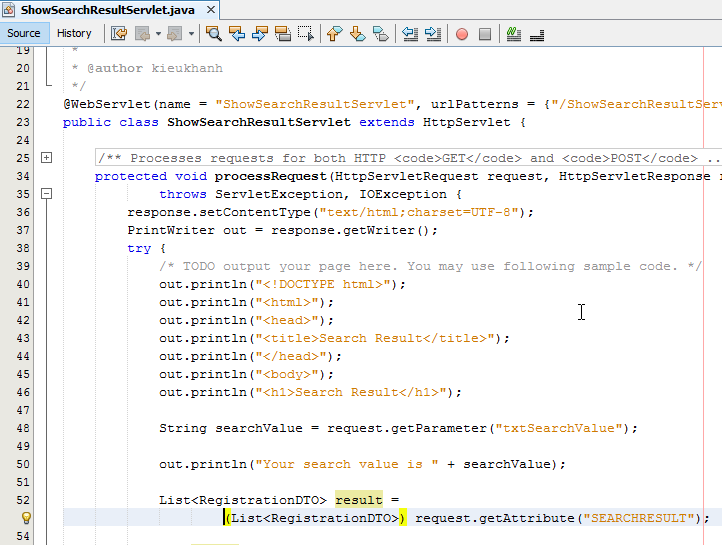 ShowSearchResultServlet.java ×
Source History
19 *
20 * @author kieukhanh
21 */
22 @WebServlet(name = "ShowSearchResultServlet", urlPatterns = {"/ShowSearchResultServ
23 public class ShowSearchResultServlet extends HttpServlet {
24
25 /** Processes requests for both HTTP <code>GET</code> and <code>POST</code> ..
34 protected void processRequest(HttpServletRequest request, HttpServletResponse r
35 throws ServletException, IOException {
36 response.setContentType("text/html;charset=UTF-8");
37 PrintWriter out = response.getWriter();
38 try {
39 /* TODO output your page here. You may use following sample code. */
40 out.println("<!DOCTYPE html>");
41 out.println("<html>");
42 out.println("<head>");
43 out.println("<title>Search Result</title>");
44 out.println("</head>");
45 out.println("<body>");
46 out.println("<h1>Search Result</h1>");
47
48 String searchValue = request.getParameter("txtSearchValue");
49
50 out.println("Your search value is " + searchValue);
51
52 List<RegistrationDTO> result =
(List<RegistrationDTO>) request.getAttribute("SEARCHRESULT");
54